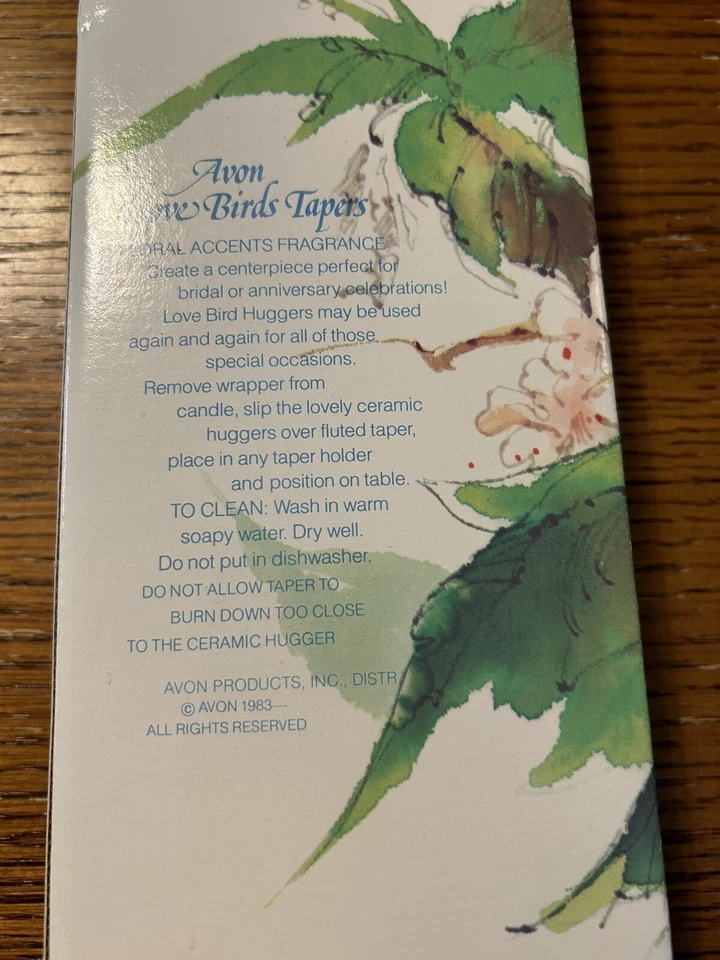 Avon
Love Birds Tapers
FLORAL ACCENTS FRAGRANCE
Create a centerpiece perfect for
bridal or anniversary celebrations!
Love Bird Huggers may be used
again and again for all of those
special occasions.
Remove wrapper from
candle, slip the lovely ceramic
huggers over fluted taper,
place in any taper holder
and position on table.
TO CLEAN: Wash in warm
soapy water. Dry well.
Do not put in dishwasher.
DO NOT ALLOW TAPER TO
BURN DOWN TOO CLOSE
TO THE CERAMIC HUGGER
AVON PRODUCTS, INC., DISTR.
© AVON 1983—
ALL RIGHTS RESERVED